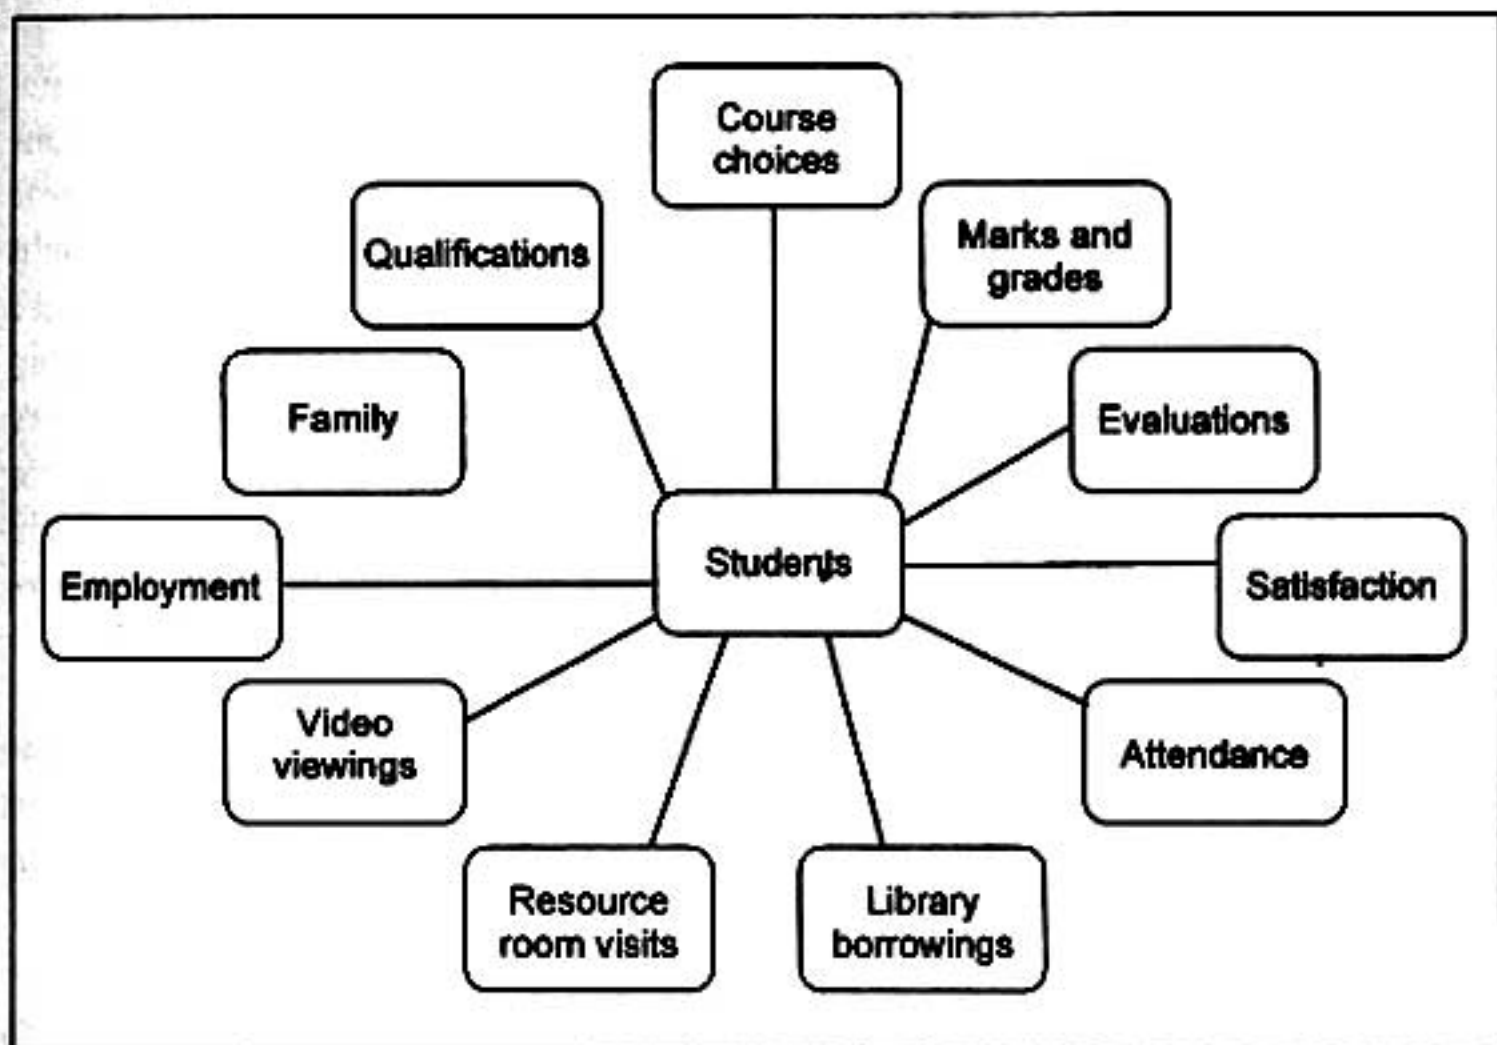 Course
choices
Qualifications
Marks and
grades
Family
Evaluations
Employment
Students
Satisfaction
Video
viewings
Attendance
Resource
room visits
Library
borrowings